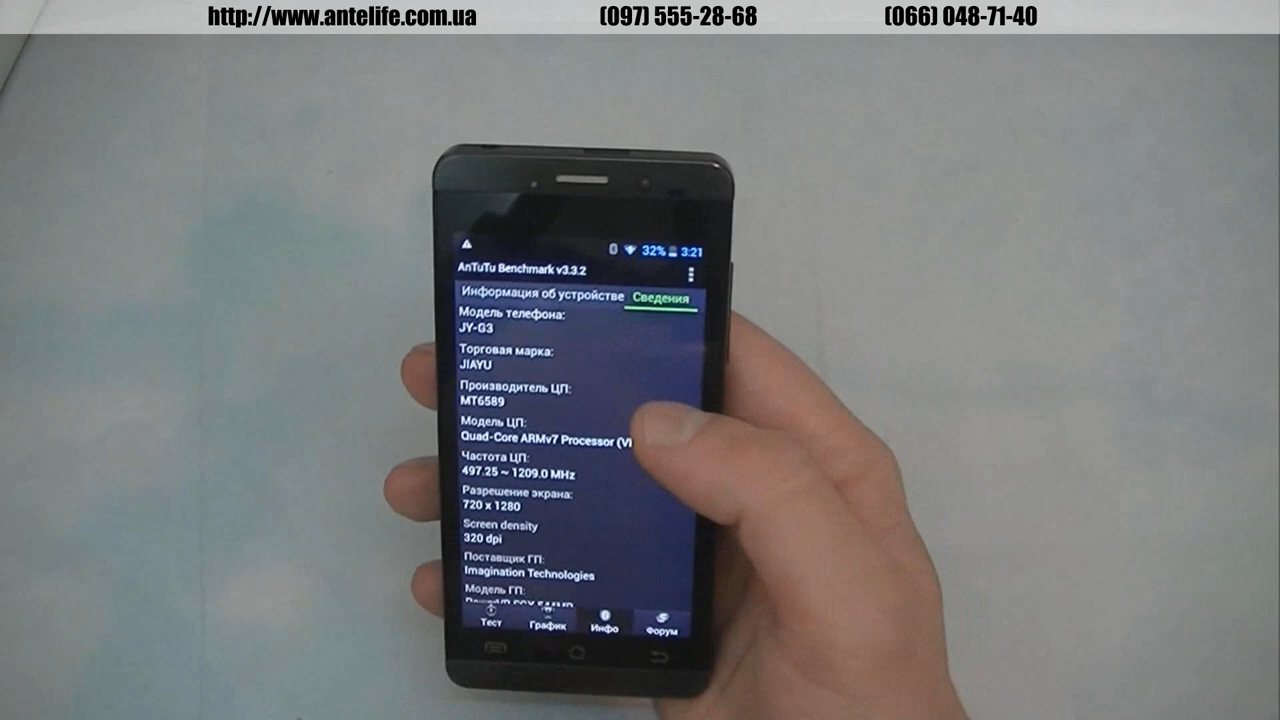 http://www.antelife.com.ua (097) 555-28-68 (066) 048-71-40
32% 3:21
AnTuTu Benchmark v3.3.2
Информация об устройстве Сведения
Модель телефона:
JY-G3
Торговая марка:
JIAYU
Производитель ЦП:
MT6589
Модель ЦП:
Quad-Core ARMv7 Processor
Частота ЦП:
497.25 ~ 1209.0 MHz
Разрешение экрана:
720 x 1280
Screen density
320 dpi
Поставщик ГП:
Imagination Technologies
Модель ГП:
Тест График Инфо Форум